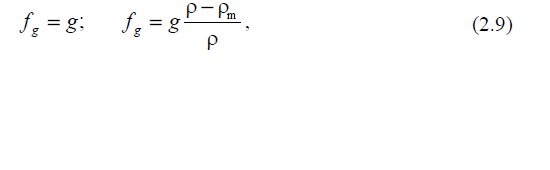 f_g = g;   f_g = g (ρ − ρ_m)/ρ ,   (2.9)